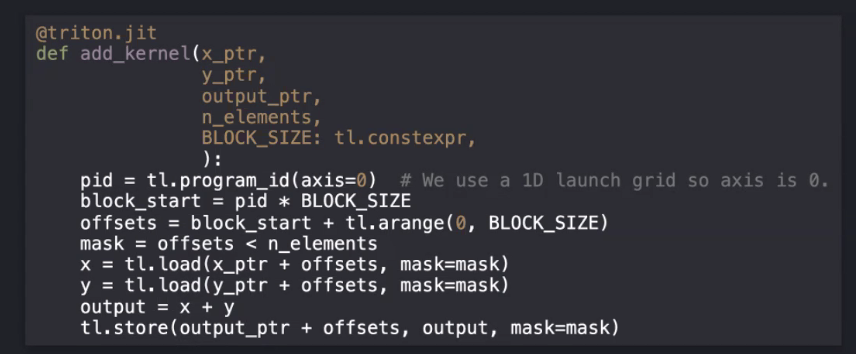 @triton.jit
def add_kernel(x_ptr,
               y_ptr,
               output_ptr,
               n_elements,
               BLOCK_SIZE: tl.constexpr,
               ):
    pid = tl.program_id(axis=0)  # We use a 1D launch grid so axis is 0.
    block_start = pid * BLOCK_SIZE
    offsets = block_start + tl.arange(0, BLOCK_SIZE)
    mask = offsets < n_elements
    x = tl.load(x_ptr + offsets, mask=mask)
    y = tl.load(y_ptr + offsets, mask=mask)
    output = x + y
    tl.store(output_ptr + offsets, output, mask=mask)